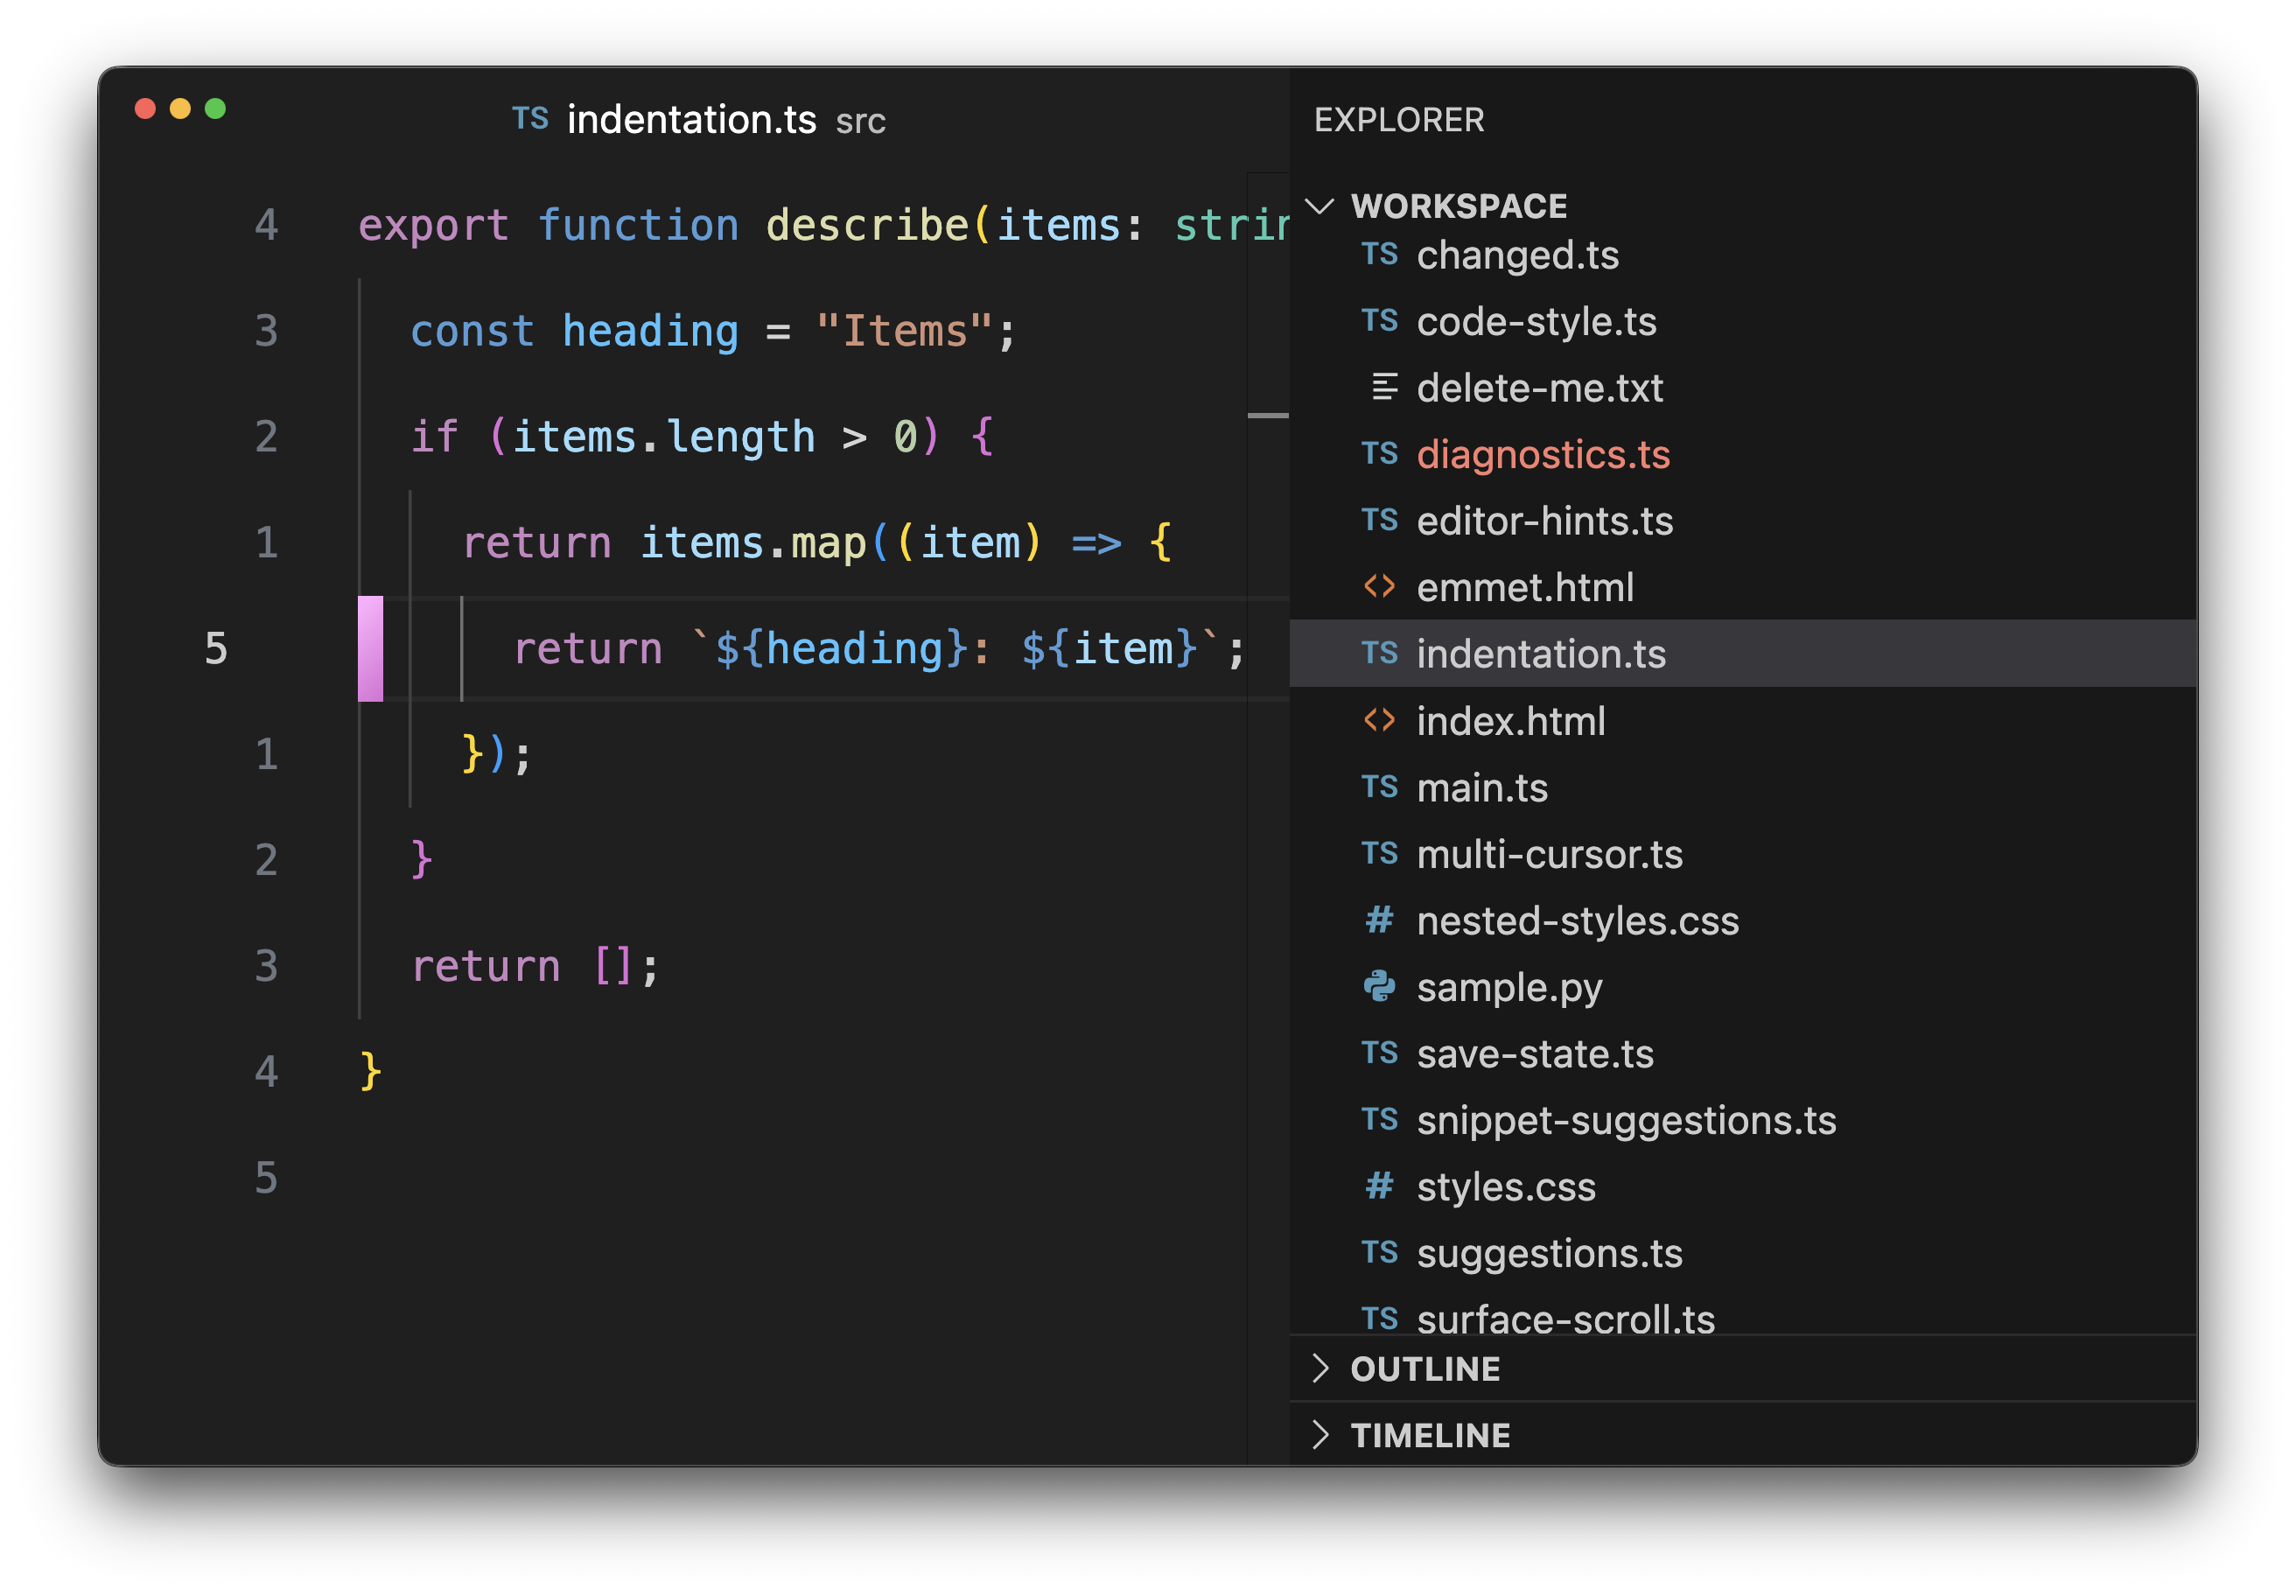 TS indentation.ts src
4 export function describe(items: strin
3 const heading = "Items";
2 if (items.length > 0) {
1 return items.map((item) => {
5 return `${heading}: ${item}`;
1 });
2 }
3 return [];
4 }
5
EXPLORER
WORKSPACE
TS changed.ts
TS code-style.ts
delete-me.txt
TS diagnostics.ts
TS editor-hints.ts
<> emmet.html
TS indentation.ts
<> index.html
TS main.ts
TS multi-cursor.ts
# nested-styles.css
sample.py
TS save-state.ts
TS snippet-suggestions.ts
# styles.css
TS suggestions.ts
TS surface-scroll.ts
OUTLINE
TIMELINE